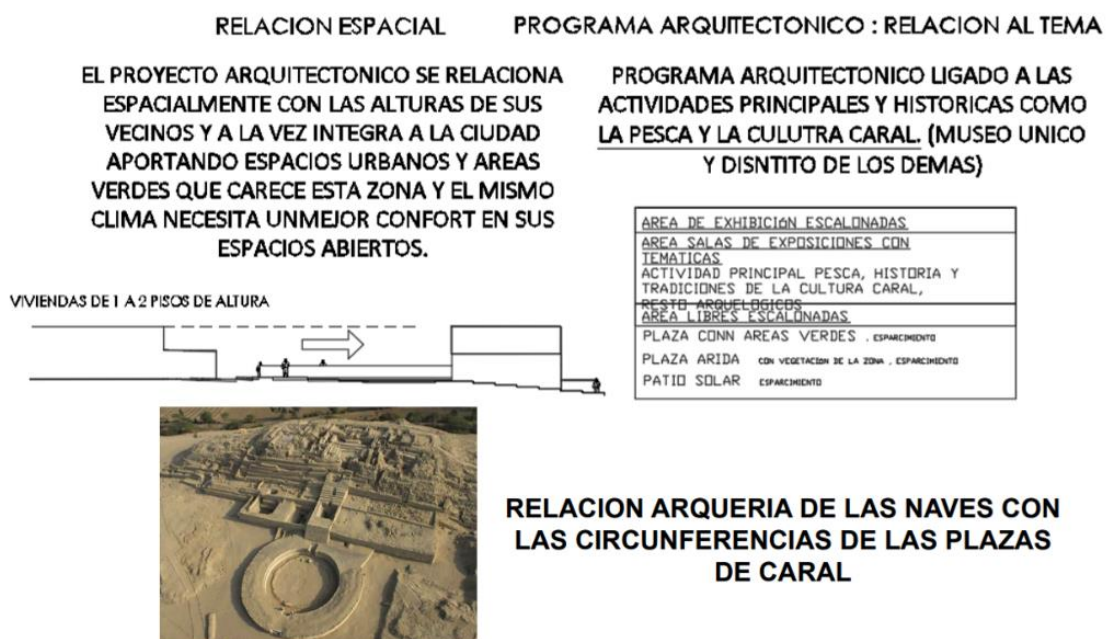 RELACION ESPACIAL
EL PROYECTO ARQUITECTONICO SE RELACIONA
ESPACIALMENTE CON LAS ALTURAS DE SUS
VECINOS Y A LA VEZ INTEGRA A LA CIUDAD
APORTANDO ESPACIOS URBANOS Y AREAS
VERDES QUE CARECE ESTA ZONA Y EL MISMO
CLIMA NECESITA UNMEJOR CONFORT EN SUS
ESPACIOS ABIERTOS.
VIVIENDAS DE 1 A 2 PISOS DE ALTURA
PROGRAMA ARQUITECTONICO : RELACION AL TEMA
PROGRAMA ARQUITECTONICO LIGADO A LAS
ACTIVIDADES PRINCIPALES Y HISTORICAS COMO
LA PESCA Y LA CULUTRA CARAL. (MUSEO UNICO
Y DISNTITO DE LOS DEMAS)
AREA DE EXHIBICIóN ESCALONADAS
AREA SALAS DE EXPOSICIONES CON
TEMATICAS
ACTIVIDAD PRINCIPAL PESCA, HISTORIA Y
TRADICIONES DE LA CULTURA CARAL,
RESTO ARQUELOGICOS
AREA LIBRES ESCALONADAS
PLAZA CONN AREAS VERDES . ESPARCIMIENTO
PLAZA ARIDA CON VEGETACION DE LA ZONA , ESPARCIMIENTO
PATIO SOLAR ESPARCIMIENTO
RELACION ARQUERIA DE LAS NAVES CON
LAS CIRCUNFERENCIAS DE LAS PLAZAS
DE CARAL